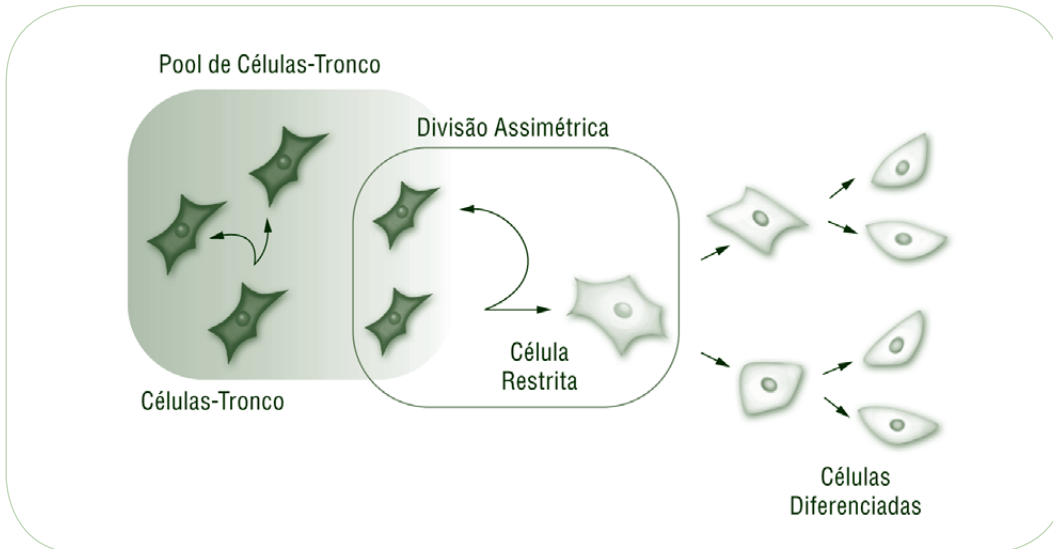 Pool de Células-Tronco
Divisão Assimétrica
Célula
Restrita
Células-Tronco
Células
Diferenciadas